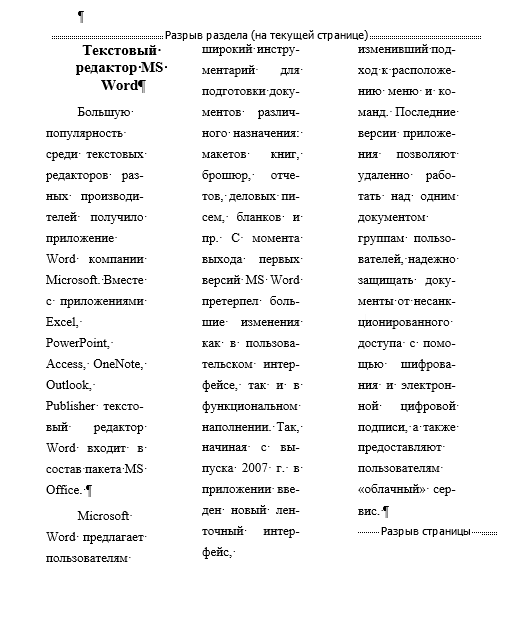 ¶
Разрыв раздела (на текущей странице)
Текстовый·
редактор·MS·
Word¶
Большую·
популярность·
среди· текстовых·
редакторов· раз-
ных· производи-
телей· получило·
приложение·
Word· компании·
Microsoft.·Вместе·
с· приложениями·
Excel,·
PowerPoint,·
Access,· OneNote,·
Outlook,·
Publisher· тексто-
вый· редактор·
Word· входит· в·
состав·пакета·MS·
Office.·¶
Microsoft·
Word· предлагает·
пользователям·
широкий·инстру-
ментарий· для·
подготовки·доку-
ментов· различ-
ного· назначения:·
макетов· книг,·
брошюр,· отче-
тов,· деловых· пи-
сем,· бланков· и·
пр.· С· момента·
выхода· первых·
версий· MS· Word·
претерпел· боль-
шие· изменения·
как· в· пользова-
тельском· интер-
фейсе,· так· и· в·
функциональном·
наполнении.· Так,·
начиная· с· вы-
пуска· 2007· г.· в·
приложении· вве-
ден· новый· лен-
точный· интер-
фейс,·
изменивший·под-
ход·к·расположе-
нию· меню· и· ко-
манд.· Последние·
версии· приложе-
ния· позволяют·
удаленно· рабо-
тать· над· одним·
документом·
группам· пользо-
вателей,·надежно·
защищать· доку-
менты·от·несанк-
ционированного·
доступа· с· помо-
щью· шифрова-
ния· и· электрон-
ной· цифровой·
подписи,·а·также·
предоставляют·
пользователям·
«облачный»· сер-
вис.·¶
Разрыв страницы